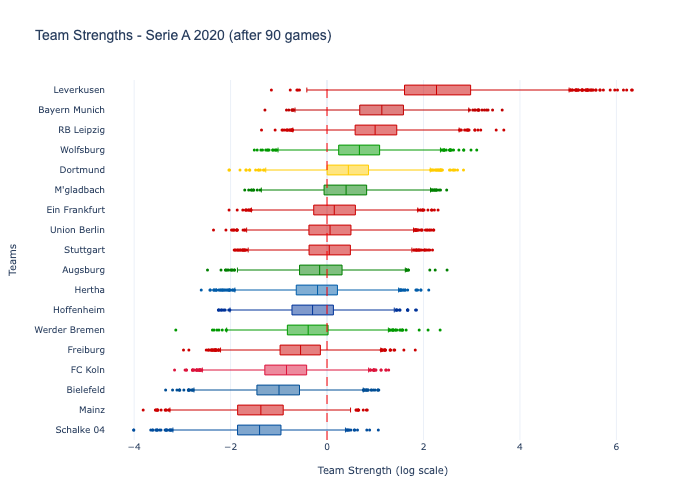 Team Strengths - Serie A 2020 (after 90 games)
Leverkusen
Bayern Munich
RB Leipzig
Wolfsburg
Dortmund
M'gladbach
Ein Frankfurt
Union Berlin
Stuttgart
Augsburg
Hertha
Hoffenheim
Werder Bremen
Freiburg
FC Koln
Bielefeld
Mainz
Schalke 04
Teams
−4 −2 0 2 4 6
Team Strength (log scale)